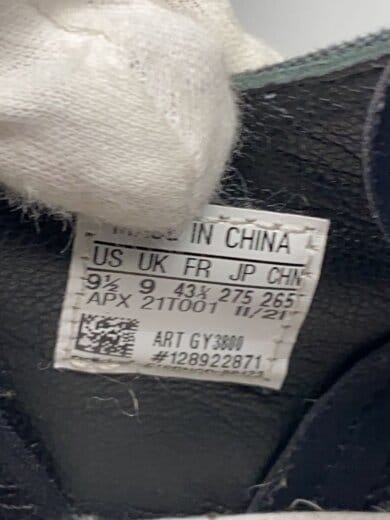 IN CHINA
US UK FR JP CHN
9½ 9 43⅓ 275 265
APX 21T001 11/21
ART GY3800
#128922871